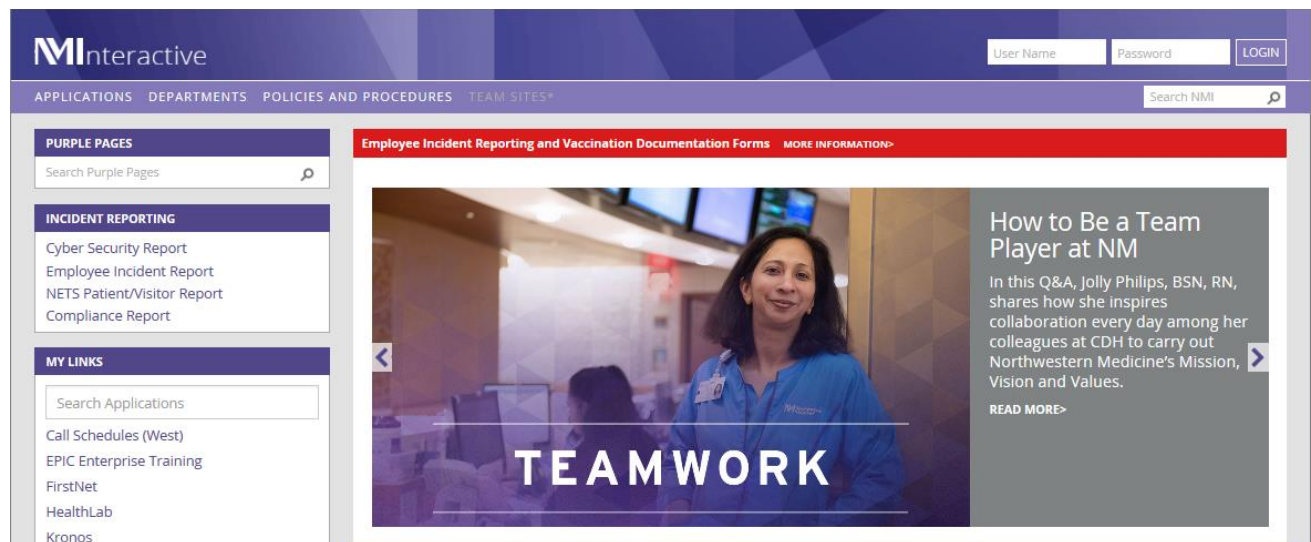 NMInteractive
User Name
Password
LOGIN
APPLICATIONS DEPARTMENTS POLICIES AND PROCEDURES TEAM SITES*
Search NMI
PURPLE PAGES
Search Purple Pages
INCIDENT REPORTING
Cyber Security Report
Employee Incident Report
NETS Patient/Visitor Report
Compliance Report
MY LINKS
Search Applications
Call Schedules (West)
EPIC Enterprise Training
FirstNet
HealthLab
Kronos
Employee Incident Reporting and Vaccination Documentation Forms MORE INFORMATION>
TEAMWORK
How to Be a Team
Player at NM
In this Q&A, Jolly Philips, BSN, RN,
shares how she inspires
collaboration every day among her
colleagues at CDH to carry out
Northwestern Medicine's Mission,
Vision and Values.
READ MORE>